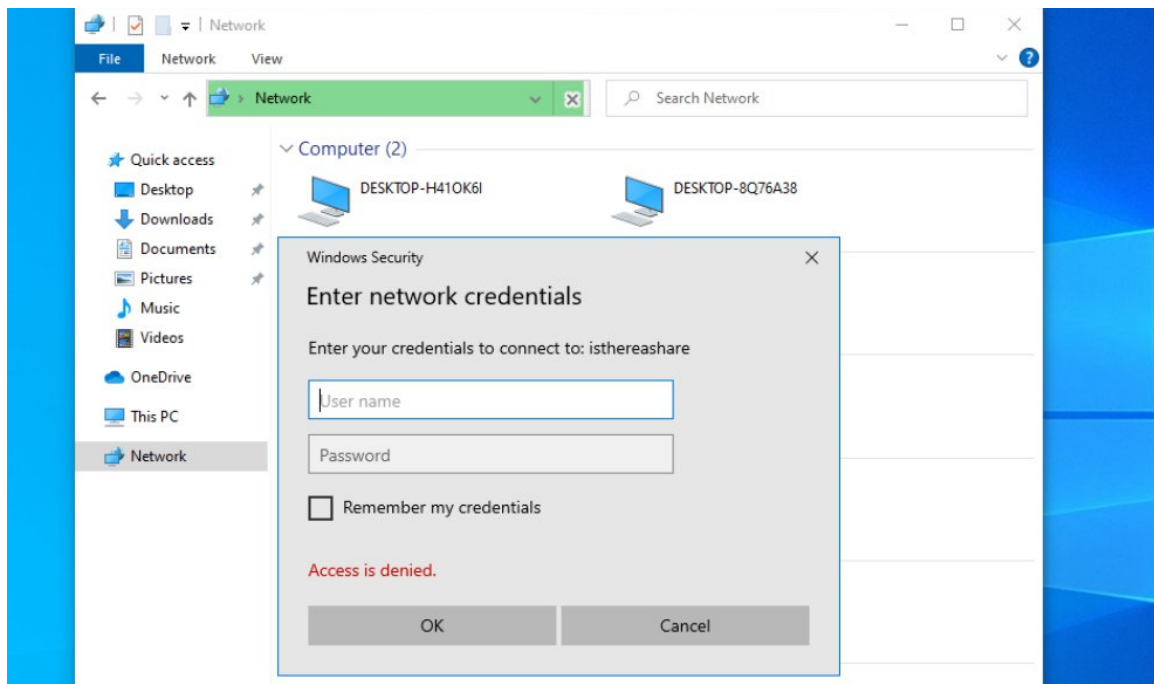 Network
File Network View
Network
Search Network
Quick access
Desktop
Downloads
Documents
Pictures
Music
Videos
OneDrive
This PC
Network
Computer (2)
DESKTOP-H41OK6I
DESKTOP-8Q76A38
Windows Security
Enter network credentials
Enter your credentials to connect to: isthereashare
User name
Password
Remember my credentials
Access is denied.
OK Cancel